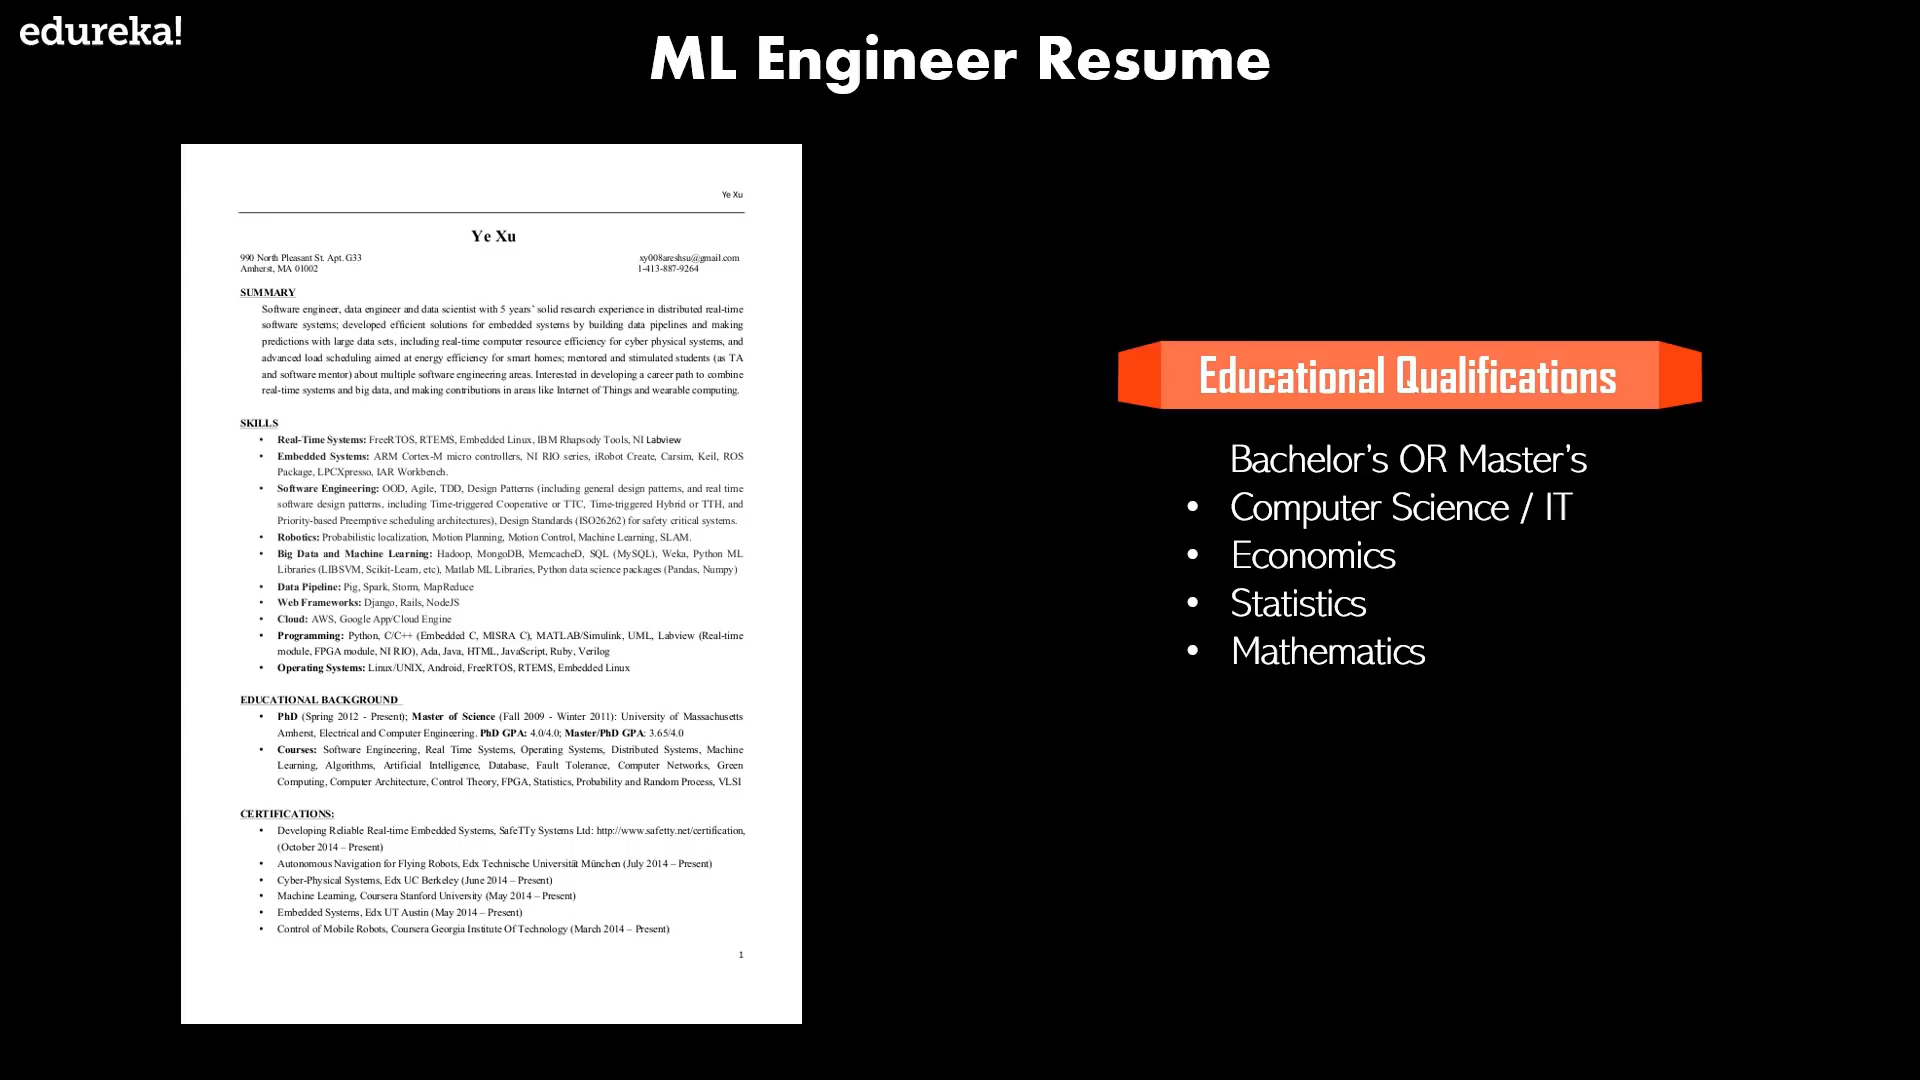 edureka!
ML Engineer Resume
Ye Xu
Ye Xu
990 North Pleasant St. Apt. G33
Amherst, MA 01002
xy008areshsu@gmail.com
1-413-887-9264
SUMMARY
Software engineer, data engineer and data scientist with 5 years' solid research experience in distributed real-time
software systems; developed efficient solutions for embedded systems by building data pipelines and making
predictions with large data sets, including real-time computer resource efficiency for cyber physical systems, and
advanced load scheduling aimed at energy efficiency for smart homes; mentored and stimulated students (as TA
and software mentor) about multiple software engineering areas. Interested in developing a career path to combine
real-time systems and big data, and making contributions in areas like Internet of Things and wearable computing.
SKILLS
• Real-Time Systems: FreeRTOS, RTEMS, Embedded Linux, IBM Rhapsody Tools, NI Labview
• Embedded Systems: ARM Cortex-M micro controllers, NI RIO series, iRobot Create, Carsim, Keil, ROS
Package, LPCXpresso, IAR Workbench.
• Software Engineering: OOD, Agile, TDD, Design Patterns (including general design patterns, and real time
software design patterns, including Time-triggered Cooperative or TTC, Time-triggered Hybrid or TTH, and
Priority-based Preemptive scheduling architectures), Design Standards (ISO26262) for safety critical systems.
• Robotics: Probabilistic localization, Motion Planning, Motion Control, Machine Learning, SLAM.
• Big Data and Machine Learning: Hadoop, MongoDB, MemcacheD, SQL (MySQL), Weka, Python ML
Libraries (LIBSVM, Scikit-Learn, etc), Matlab ML Libraries, Python data science packages (Pandas, Numpy)
• Data Pipeline: Pig, Spark, Storm, MapReduce
• Web Frameworks: Django, Rails, NodeJS
• Cloud: AWS, Google App/Cloud Engine
• Programming: Python, C/C++ (Embedded C, MISRA C), MATLAB/Simulink, UML, Labview (Real-time
module, FPGA module, NI RIO), Ada, Java, HTML, JavaScript, Ruby, Verilog
• Operating Systems: Linux/UNIX, Android, FreeRTOS, RTEMS, Embedded Linux
EDUCATIONAL BACKGROUND
• PhD (Spring 2012 - Present); Master of Science (Fall 2009 - Winter 2011): University of Massachusetts
Amherst, Electrical and Computer Engineering. PhD GPA: 4.0/4.0; Master/PhD GPA: 3.65/4.0
• Courses: Software Engineering, Real Time Systems, Operating Systems, Distributed Systems, Machine
Learning, Algorithms, Artificial Intelligence, Database, Fault Tolerance, Computer Networks, Green
Computing, Computer Architecture, Control Theory, FPGA, Statistics, Probability and Random Process, VLSI
CERTIFICATIONS:
• Developing Reliable Real-time Embedded Systems, SafeTTy Systems Ltd: http://www.safetty.net/certification,
(October 2014 – Present)
• Autonomous Navigation for Flying Robots, Edx Technische Universität München (July 2014 – Present)
• Cyber-Physical Systems, Edx UC Berkeley (June 2014 – Present)
• Machine Learning, Coursera Stanford University (May 2014 – Present)
• Embedded Systems, Edx UT Austin (May 2014 – Present)
• Control of Mobile Robots, Coursera Georgia Institute Of Technology (March 2014 – Present)
1
Educational Qualifications
Bachelor's OR Master's
• Computer Science / IT
• Economics
• Statistics
• Mathematics